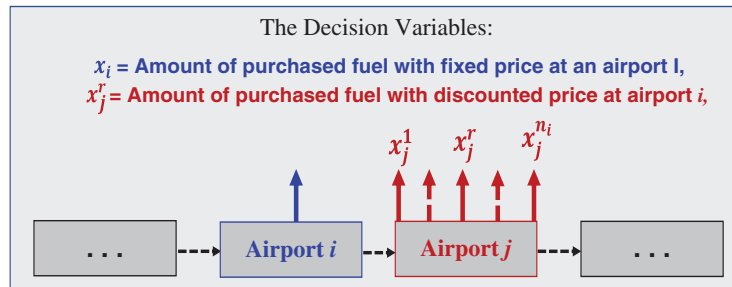 The Decision Variables:
x_i = Amount of purchased fuel with fixed price at an airport I,
x_j^r = Amount of purchased fuel with discounted price at airport i,
x_j^1 x_j^r x_j^{n_i}
. . . Airport i Airport j . . .